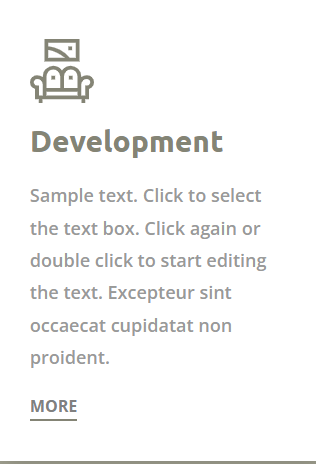 Development
Sample text. Click to select
the text box. Click again or
double click to start editing
the text. Excepteur sint
occaecat cupidatat non
proident.
MORE